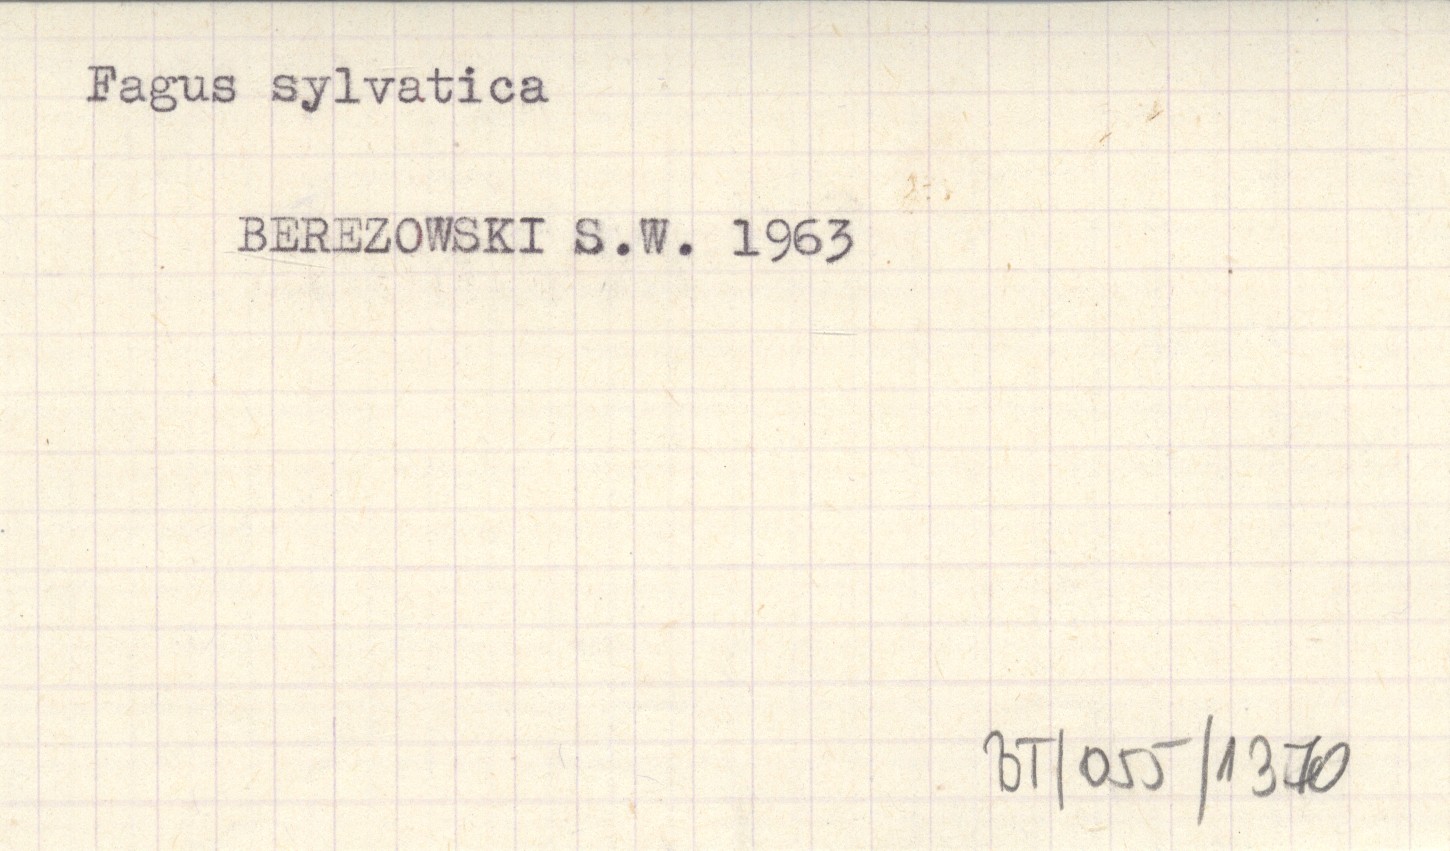 Fagus sylvatica
BEREZOWSKI S.W. 1963
BT/055/1370